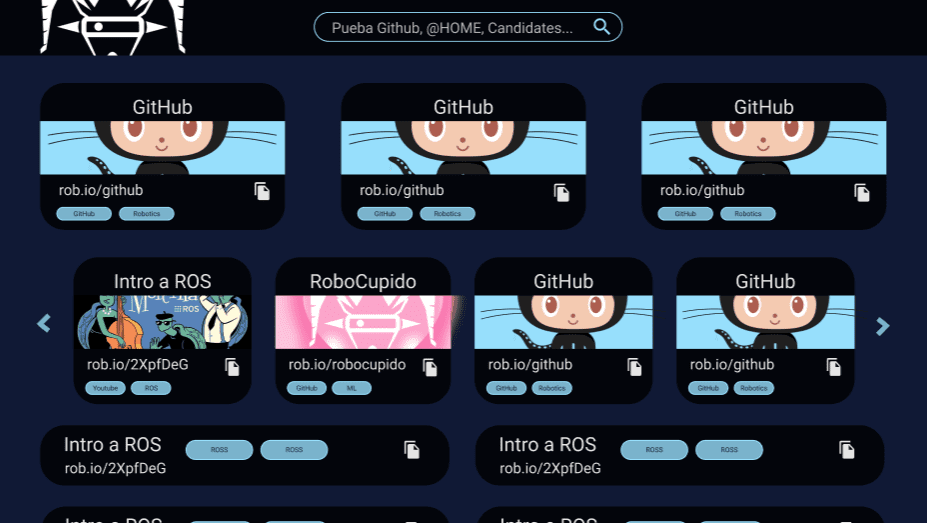 Pueba Github, @HOME, Candidates...
GitHub GitHub GitHub
rob.io/github rob.io/github rob.io/github
GitHub Robotics GitHub Robotics GitHub Robotics
Intro a ROS RoboCupido GitHub GitHub
ROS
rob.io/2XpfDeG rob.io/robocupido rob.io/github rob.io/github
Youtube ROS GitHub ML GitHub Robotics GitHub Robotics
Intro a ROS ROSS ROSS Intro a ROS ROSS ROSS
rob.io/2XpfDeG rob.io/2XpfDeG
Intro a ROS Intro a ROS